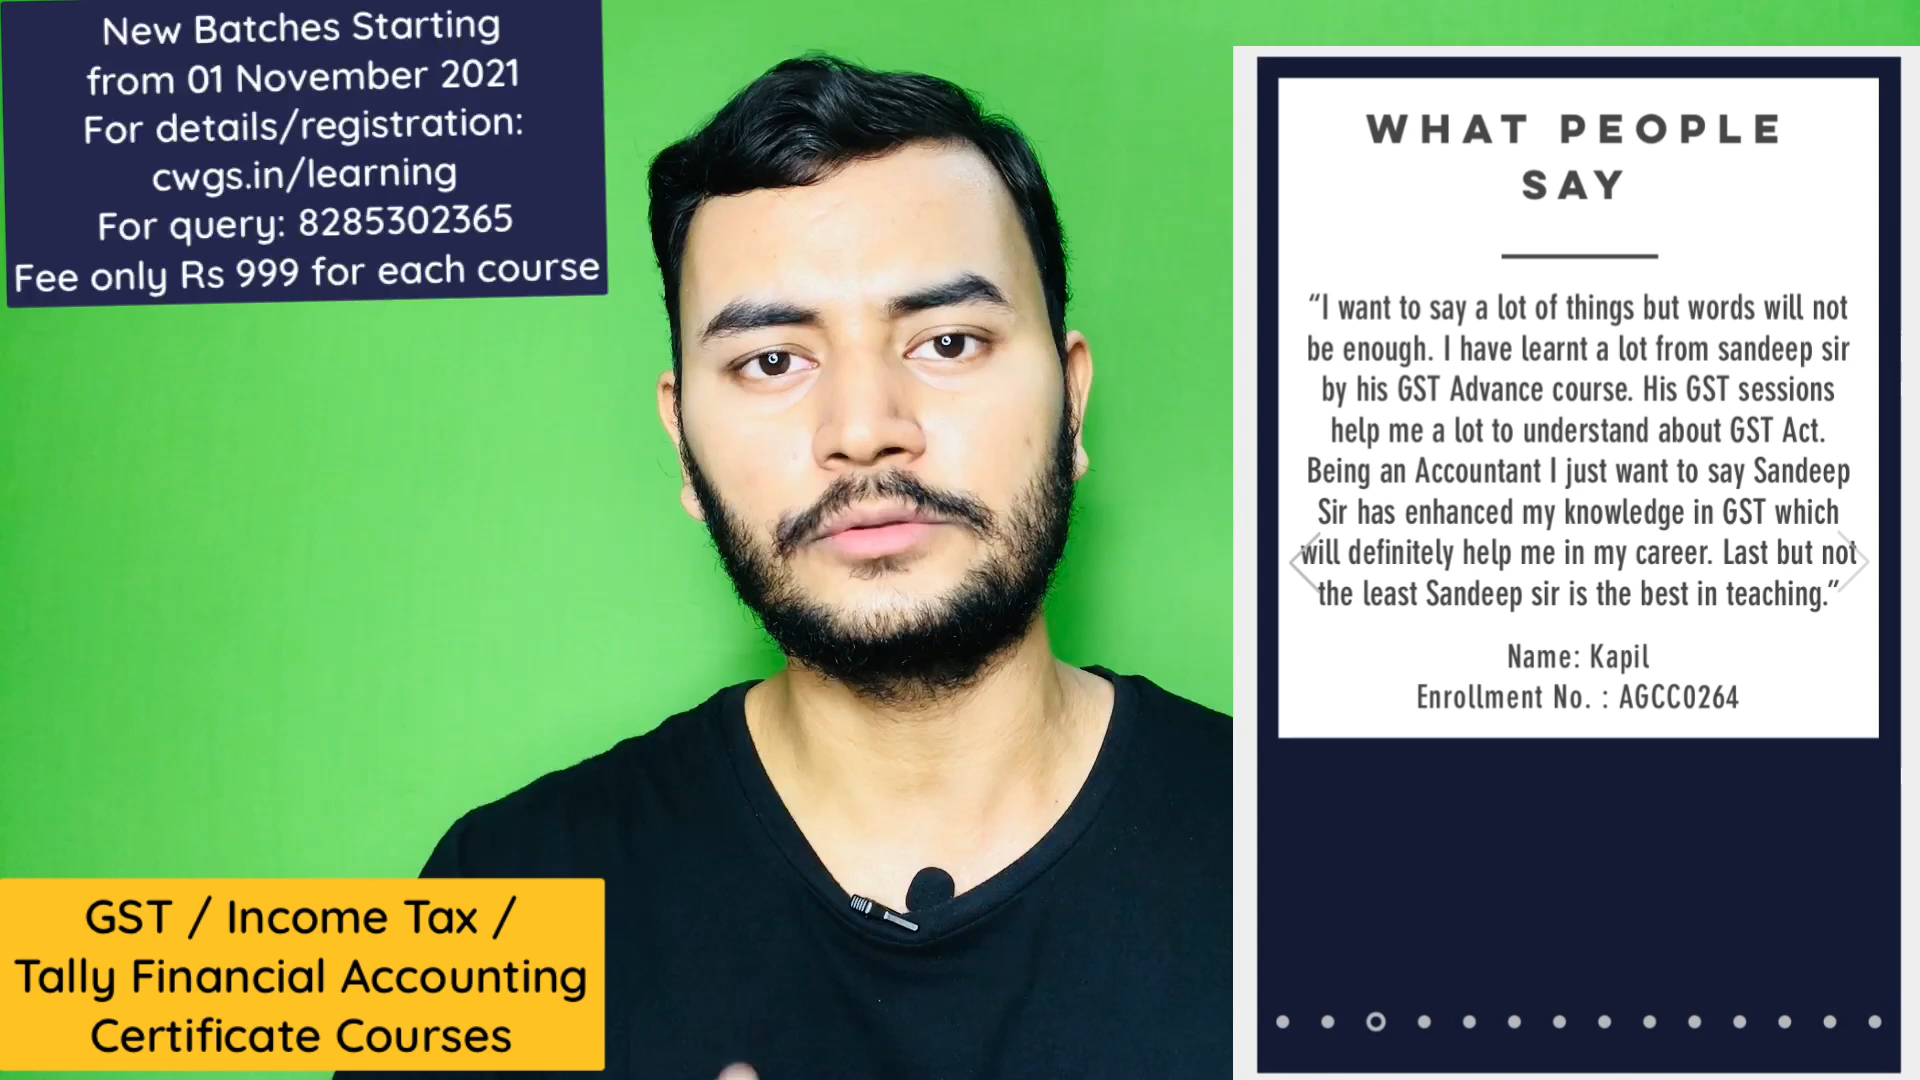 New Batches Starting
from 01 November 2021
For details/registration:
cwgs.in/learning
For query: 8285302365
Fee only Rs 999 for each course
GST / Income Tax /
Tally Financial Accounting
Certificate Courses
WHAT PEOPLE
SAY
“I want to say a lot of things but words will not
be enough. I have learnt a lot from sandeep sir
by his GST Advance course. His GST sessions
help me a lot to understand about GST Act.
Being an Accountant I just want to say Sandeep
Sir has enhanced my knowledge in GST which
will definitely help me in my career. Last but not
the least Sandeep sir is the best in teaching.”
Name: Kapil
Enrollment No. : AGCC0264